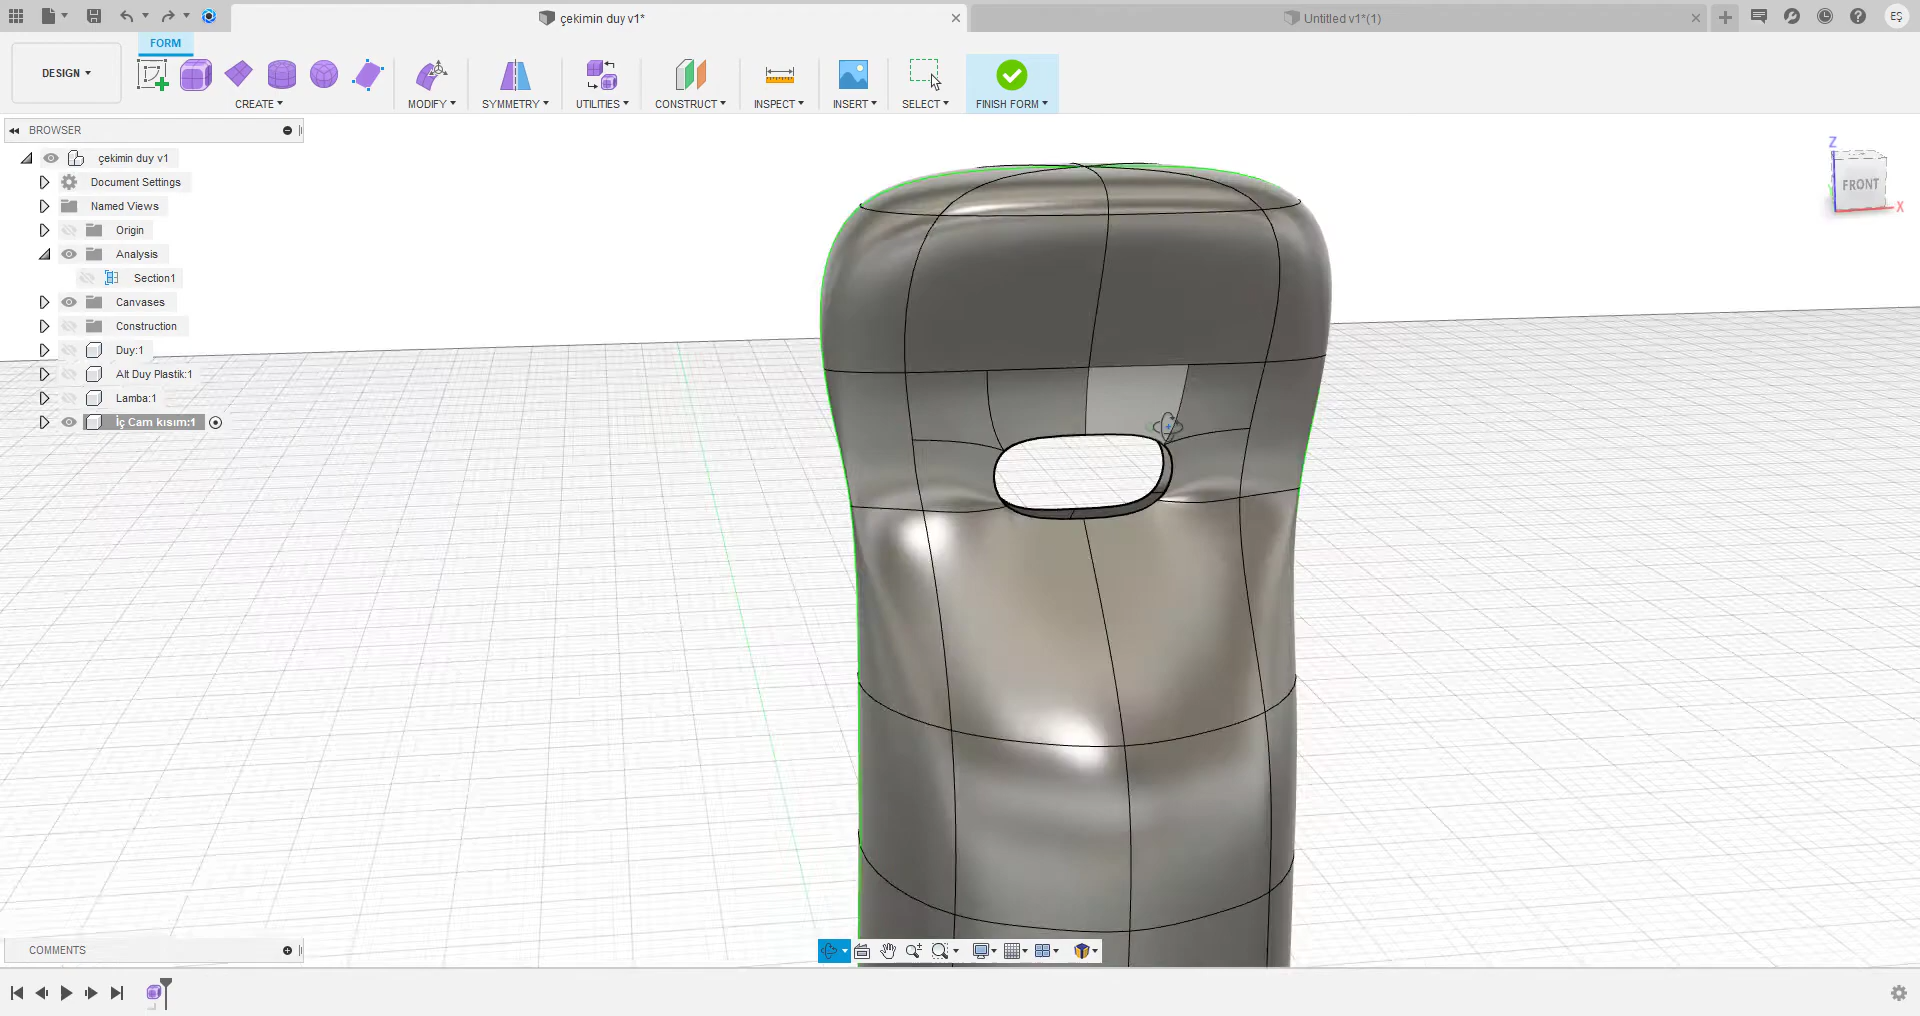 çekimin duy v1*
Untitled v1*(1)
EŞ
FORM
DESIGN
CREATE
MODIFY
SYMMETRY
UTILITIES
CONSTRUCT
INSPECT
INSERT
SELECT
FINISH FORM
BROWSER
çekimin duy v1
Document Settings
Named Views
Origin
Analysis
Section1
Canvases
Construction
Duy:1
Alt Duy Plastik:1
Lamba:1
İç Cam kısım:1
Z
FRONT
X
COMMENTS